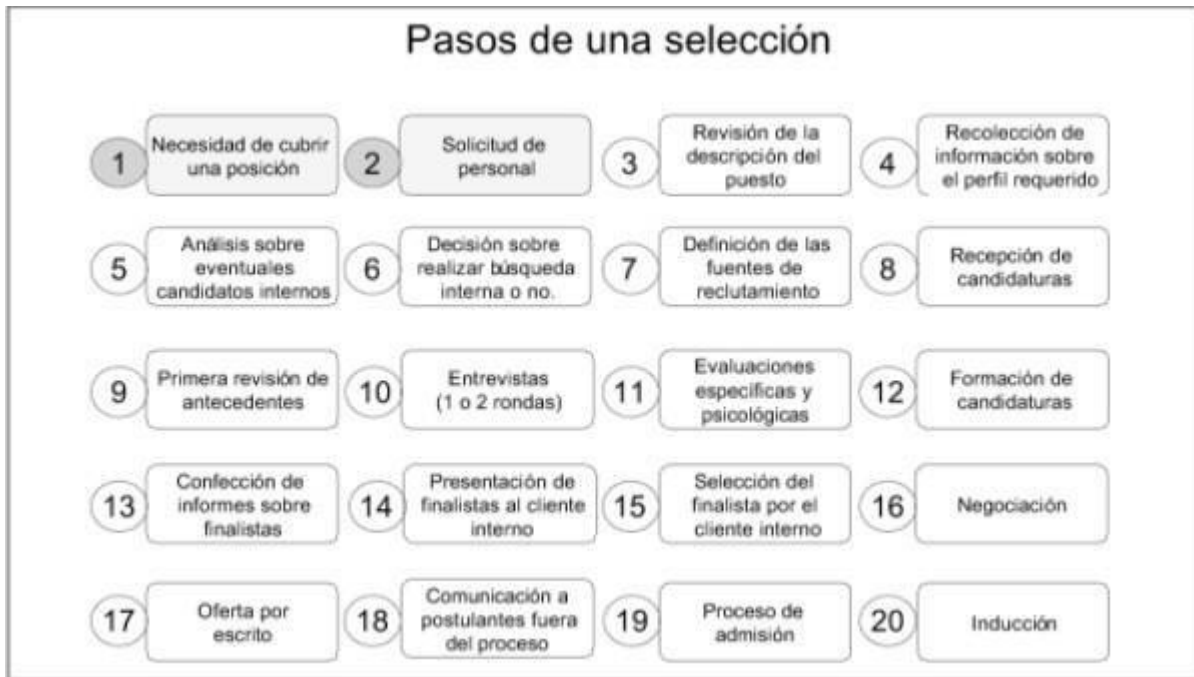 Pasos de una selección
1
Necesidad de cubrir
una posición
2
Solicitud de
personal
3
Revisión de la
descripción del
puesto
4
Recolección de
información sobre
el perfil requerido
5
Análisis sobre
eventuales
candidatos internos
6
Decisión sobre
realizar búsqueda
interna o no.
7
Definición de las
fuentes de
reclutamiento
8
Recepción de
candidaturas
9
Primera revisión de
antecedentes
10
Entrevistas
(1 o 2 rondas)
11
Evaluaciones
específicas y
psicológicas
12
Formación de
candidaturas
13
Confección de
informes sobre
finalistas
14
Presentación de
finalistas al cliente
interno
15
Selección del
finalista por el
cliente interno
16
Negociación
17
Oferta por
escrito
18
Comunicación a
postulantes fuera
del proceso
19
Proceso de
admisión
20
Inducción